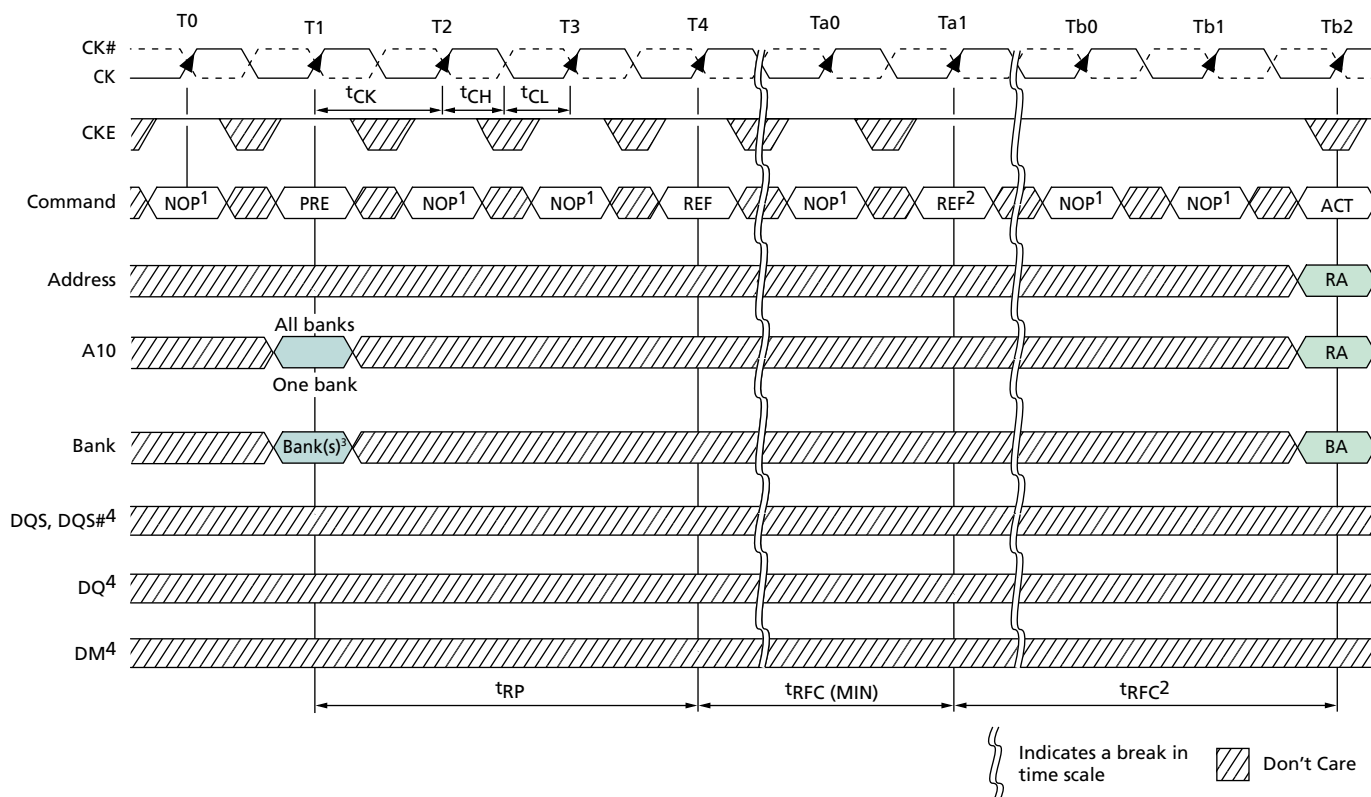 T0 T1 T2 T3 T4 Ta0 Ta1 Tb0 Tb1 Tb2
CK#
CK
tCK tCH tCL
CKE
Command NOP1 PRE NOP1 NOP1 REF NOP1 REF2 NOP1 NOP1 ACT
Address RA
All banks
A10 RA
One bank
Bank Bank(s)3 BA
DQS, DQS#4
DQ4
DM4
tRP tRFC (MIN) tRFC2
Indicates a break in
time scale
Don't Care